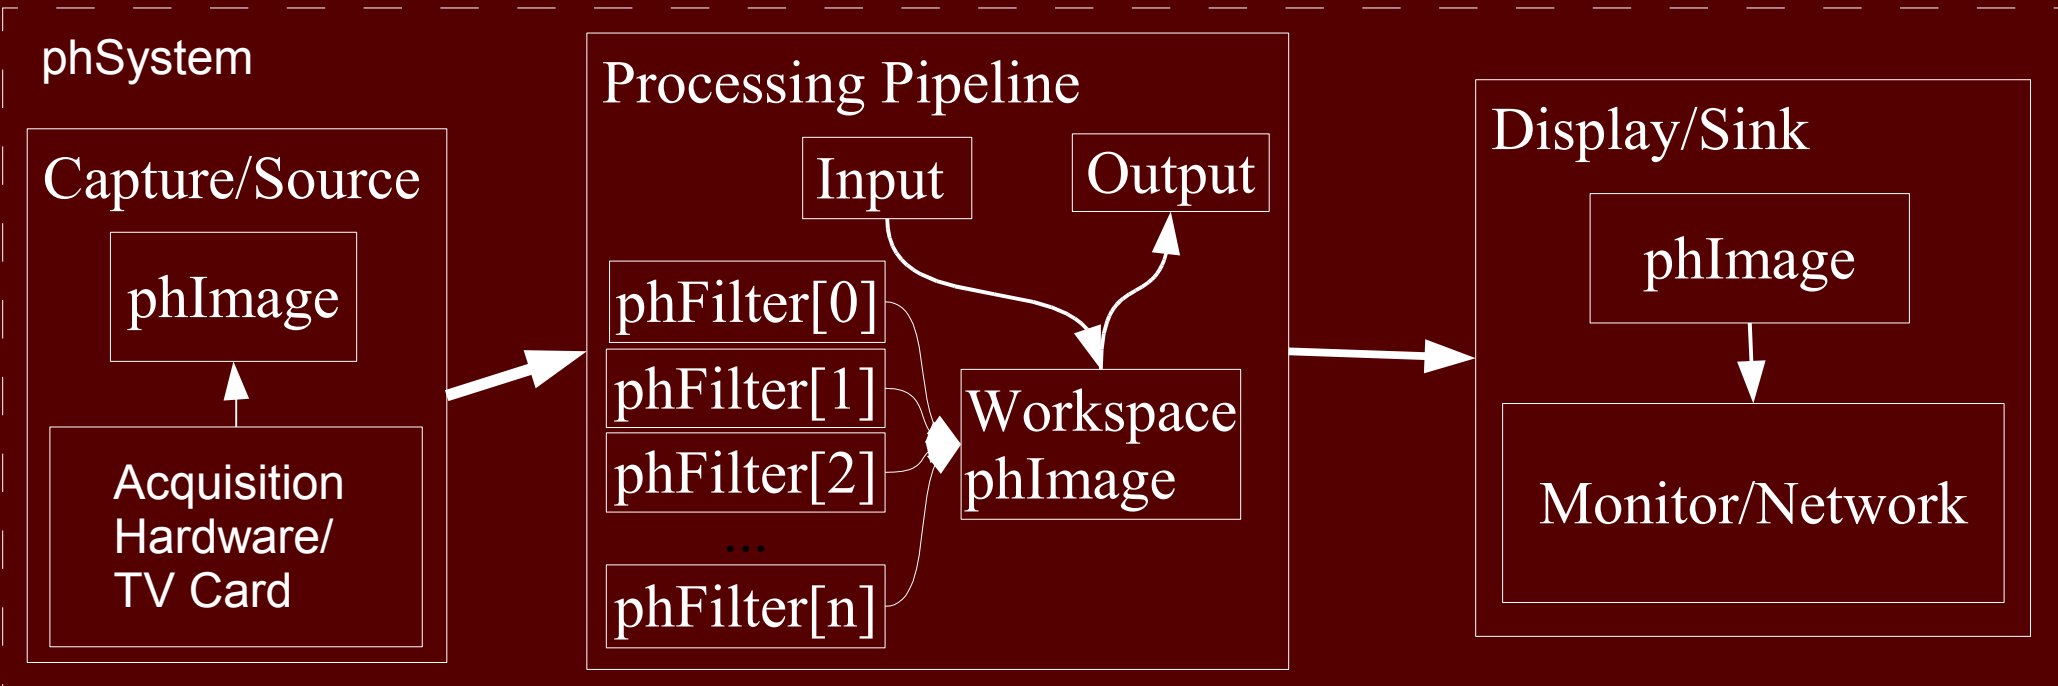 phSystem
Capture/Source
phImage
Acquisition
Hardware/
TV Card
Processing Pipeline
Input
Output
phFilter[0]
phFilter[1]
phFilter[2]
...
phFilter[n]
Workspace
phImage
Display/Sink
phImage
Monitor/Network